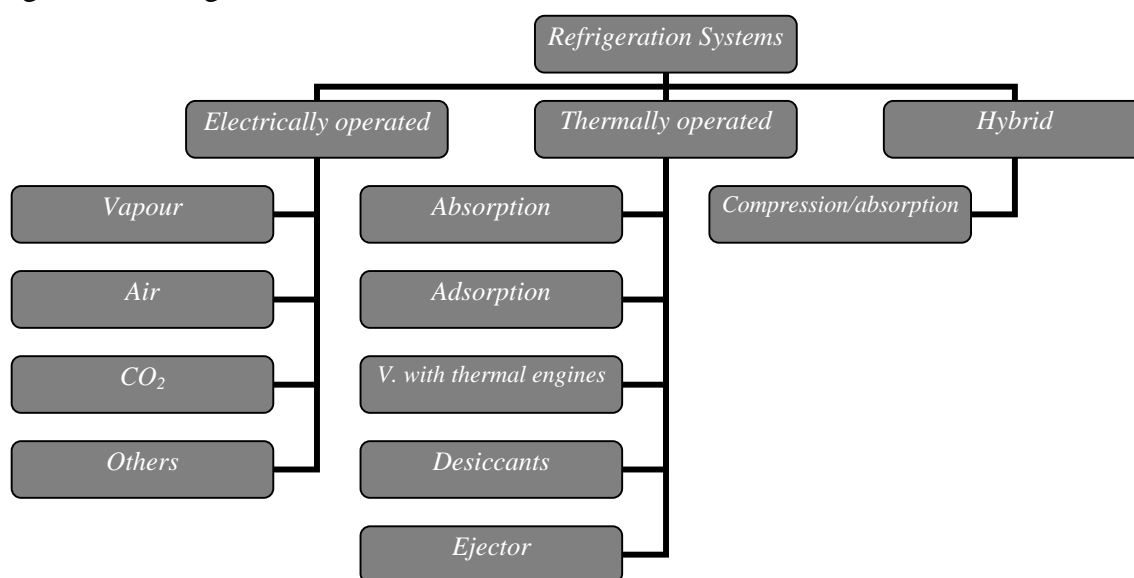 Refrigeration Systems
Electrically operated
Thermally operated
Hybrid
Vapour
Absorption
Compression/absorption
Air
Adsorption
CO₂
V. with thermal engines
Others
Desiccants
Ejector